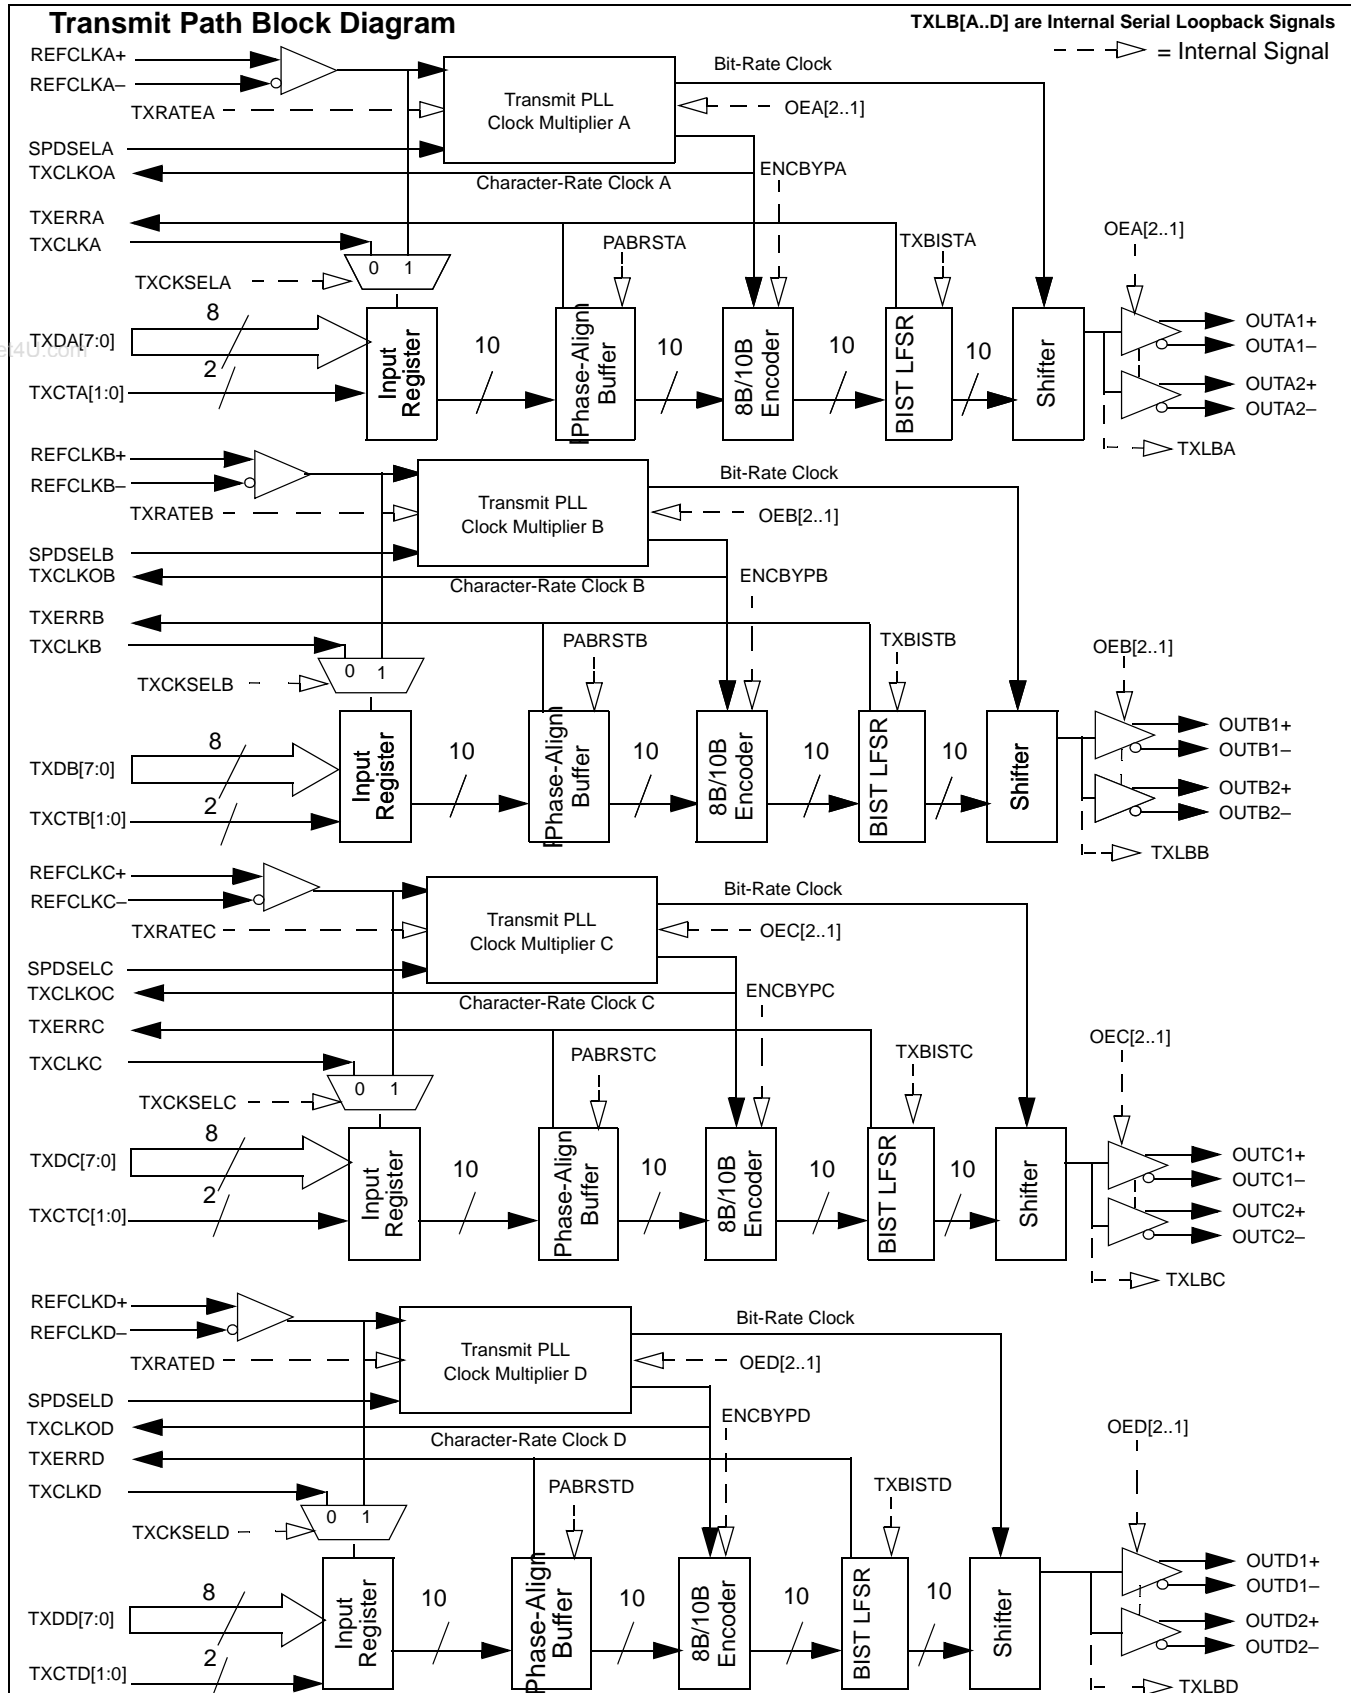 Transmit Path Block Diagram
TXLB[A..D] are Internal Serial Loopback Signals
= Internal Signal
REFCLKA+
REFCLKA–
TXRATEA
SPDSELA
TXCLKOA
TXERRA
TXCLKA
TXCKSELA
TXDA[7:0]
TXCTA[1:0]
Transmit PLL
Clock Multiplier A
Bit-Rate Clock
OEA[2..1]
Character-Rate Clock A
ENCBYPA
PABRSTA
TXBISTA
OEA[2..1]
0 1
8
2
Input
Register
10
Phase-Align
Buffer
10
8B/10B
Encoder
10
BIST LFSR
10
Shifter
OUTA1+
OUTA1–
OUTA2+
OUTA2–
TXLBA
REFCLKB+
REFCLKB–
TXRATEB
SPDSELB
TXCLKOB
TXERRB
TXCLKB
TXCKSELB
TXDB[7:0]
TXCTB[1:0]
Transmit PLL
Clock Multiplier B
Bit-Rate Clock
OEB[2..1]
Character-Rate Clock B
ENCBYPB
PABRSTB
TXBISTB
OEB[2..1]
0 1
8
2
Input
Register
10
Phase-Align
Buffer
10
8B/10B
Encoder
10
BIST LFSR
10
Shifter
OUTB1+
OUTB1–
OUTB2+
OUTB2–
TXLBB
REFCLKC+
REFCLKC–
TXRATEC
SPDSELC
TXCLKOC
TXERRC
TXCLKC
TXCKSELC
TXDC[7:0]
TXCTC[1:0]
Transmit PLL
Clock Multiplier C
Bit-Rate Clock
OEC[2..1]
Character-Rate Clock C
ENCBYPC
PABRSTC
TXBISTC
OEC[2..1]
0 1
8
2
Input
Register
10
Phase-Align
Buffer
10
8B/10B
Encoder
10
BIST LFSR
10
Shifter
OUTC1+
OUTC1–
OUTC2+
OUTC2–
TXLBC
REFCLKD+
REFCLKD–
TXRATED
SPDSELD
TXCLKOD
TXERRD
TXCLKD
TXCKSELD
TXDD[7:0]
TXCTD[1:0]
Transmit PLL
Clock Multiplier D
Bit-Rate Clock
OED[2..1]
Character-Rate Clock D
ENCBYPD
PABRSTD
TXBISTD
OED[2..1]
0 1
8
2
Input
Register
10
Phase-Align
Buffer
10
8B/10B
Encoder
10
BIST LFSR
10
Shifter
OUTD1+
OUTD1–
OUTD2+
OUTD2–
TXLBD